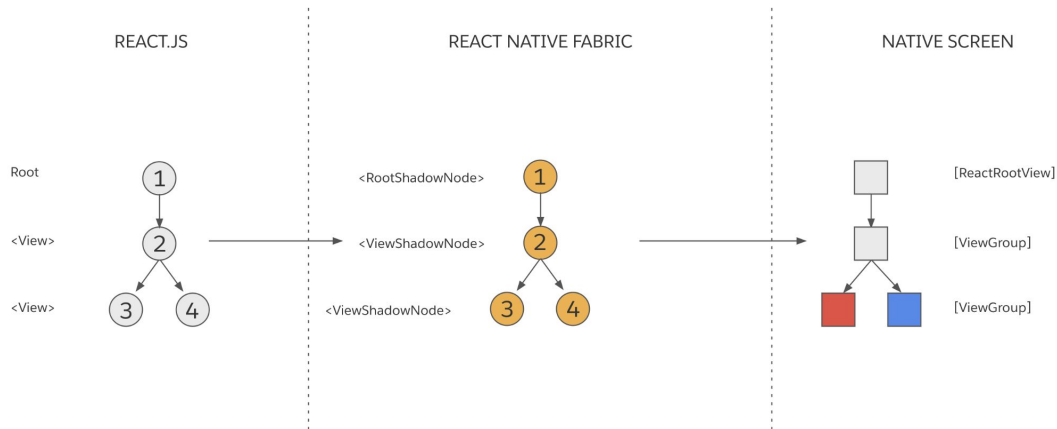 REACT.JS
REACT NATIVE FABRIC
NATIVE SCREEN
Root
1
<RootShadowNode>
1
[ReactRootView]
<View>
2
<ViewShadowNode>
2
[ViewGroup]
<View>
3
4
<ViewShadowNode>
3
4
[ViewGroup]